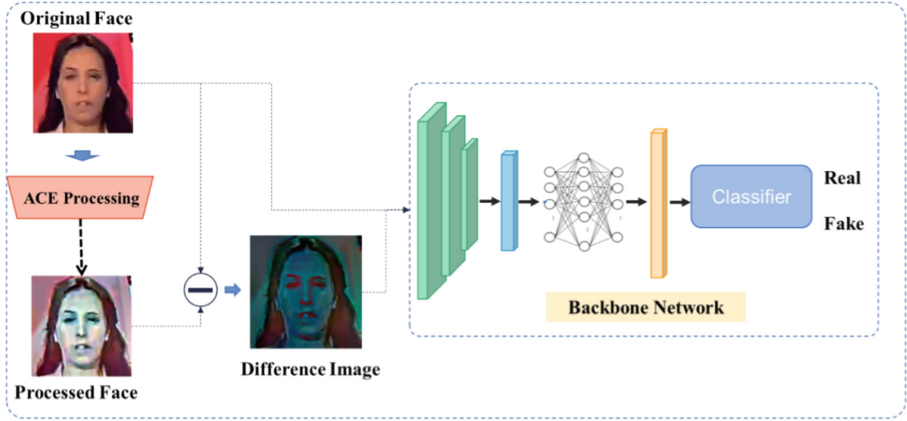 Original Face
ACE Processing
Processed Face
Difference Image
Backbone Network
Classifier
Real
Fake